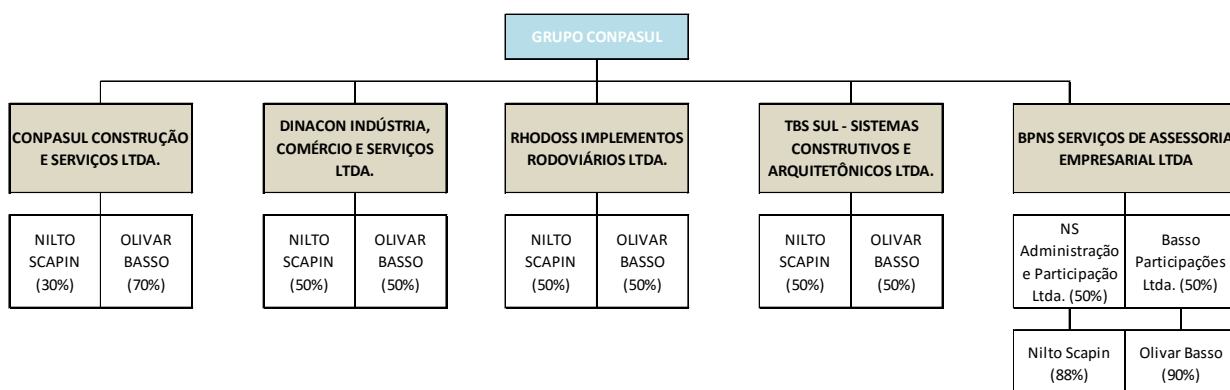 GRUPO CONPASUL
CONPASUL CONSTRUÇÃO
E SERVIÇOS LTDA.
DINACON INDÚSTRIA,
COMÉRCIO E SERVIÇOS
LTDA.
RHODOSS IMPLEMENTOS
RODOVIÁRIOS LTDA.
TBS SUL - SISTEMAS
CONSTRUTIVOS E
ARQUITETÔNICOS LTDA.
BPNS SERVIÇOS DE ASSESSORIA
EMPRESARIAL LTDA
NILTO
SCAPIN
(30%)
OLIVAR
BASSO
(70%)
NILTO
SCAPIN
(50%)
OLIVAR
BASSO
(50%)
NILTO
SCAPIN
(50%)
OLIVAR
BASSO
(50%)
NILTO
SCAPIN
(50%)
OLIVAR
BASSO
(50%)
NS
Administração
e Participação
Ltda. (50%)
Basso
Participações
Ltda. (50%)
Nilto Scapin
(88%)
Olivar Basso
(90%)